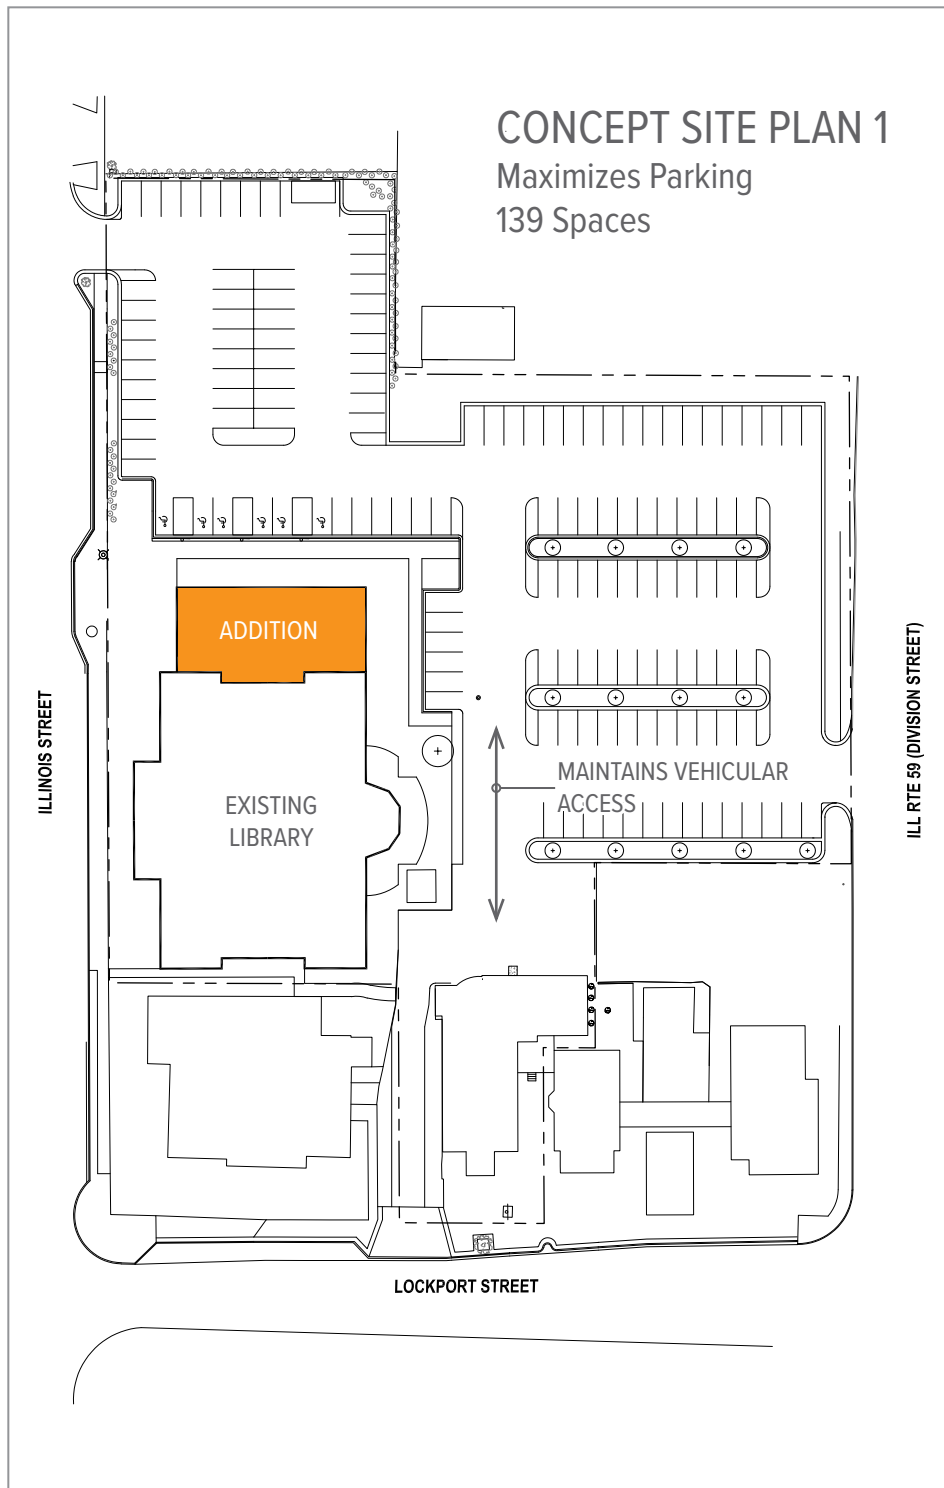 CONCEPT SITE PLAN 1
Maximizes Parking
139 Spaces
ADDITION
ILLINOIS STREET
EXISTING
LIBRARY
MAINTAINS VEHICULAR
ACCESS
ILL RTE 59 (DIVISION STREET)
LOCKPORT STREET